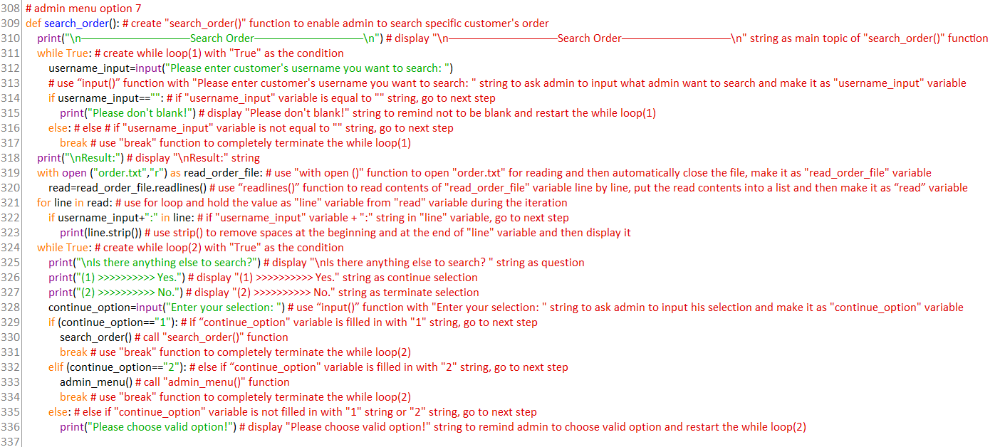 308 # admin menu option 7
309 def search_order(): # create "search_order()" function to enable admin to search specific customer's order
310 print("\n———————————Search Order———————————\n") # display "\n———————————Search Order———————————\n" string as main topic of "search_order()" function
311 while True: # create while loop(1) with "True" as the condition
312 username_input=input("Please enter customer's username you want to search: ")
313 # use “input()” function with "Please enter customer's username you want to search: " string to ask admin to input what admin want to search and make it as "username_input" variable
314 if username_input=="": # if "username_input" variable is equal to "" string, go to next step
315 print("Please don't blank!") # display "Please don't blank!" string to remind not to be blank and restart the while loop(1)
316 else: # else # if "username_input" variable is not equal to "" string, go to next step
317 break # use "break" function to completely terminate the while loop(1)
318 print("\nResult:") # display "\nResult:" string
319 with open ("order.txt","r") as read_order_file: # use "with open ()" function to open "order.txt" for reading and then automatically close the file, make it as "read_order_file" variable
320 read=read_order_file.readlines() # use “readlines()” function to read contents of "read_order_file" variable line by line, put the read contents into a list and then make it as “read” variable
321 for line in read: # use for loop and hold the value as "line" variable from "read" variable during the iteration
322 if username_input+":" in line: # if "username_input" variable + ":" string in "line" variable, go to next step
323 print(line.strip()) # use strip() to remove spaces at the beginning and at the end of "line" variable and then display it
324 while True: # create while loop(2) with "True" as the condition
325 print("\nIs there anything else to search?") # display "\nIs there anything else to search? " string as question
326 print("(1) >>>>>>>>>> Yes.") # display "(1) >>>>>>>>>> Yes." string as continue selection
327 print("(2) >>>>>>>>>> No.") # display "(2) >>>>>>>>>> No." string as terminate selection
328 continue_option=input("Enter your selection: ") # use “input()” function with "Enter your selection: " string to ask admin to input his selection and make it as "continue_option" variable
329 if (continue_option=="1"): # if “continue_option" variable is filled in with "1" string, go to next step
330 search_order() # call "search_order()" function
331 break # use "break" function to completely terminate the while loop(2)
332 elif (continue_option=="2"): # else if “continue_option" variable is filled in with "2" string, go to next step
333 admin_menu() # call "admin_menu()" function
334 break # use "break" function to completely terminate the while loop(2)
335 else: # else if "continue_option" variable is not filled in with "1" string or "2" string, go to next step
336 print("Please choose valid option!") # display "Please choose valid option!" string to remind admin to choose valid option and restart the while loop(2)
337